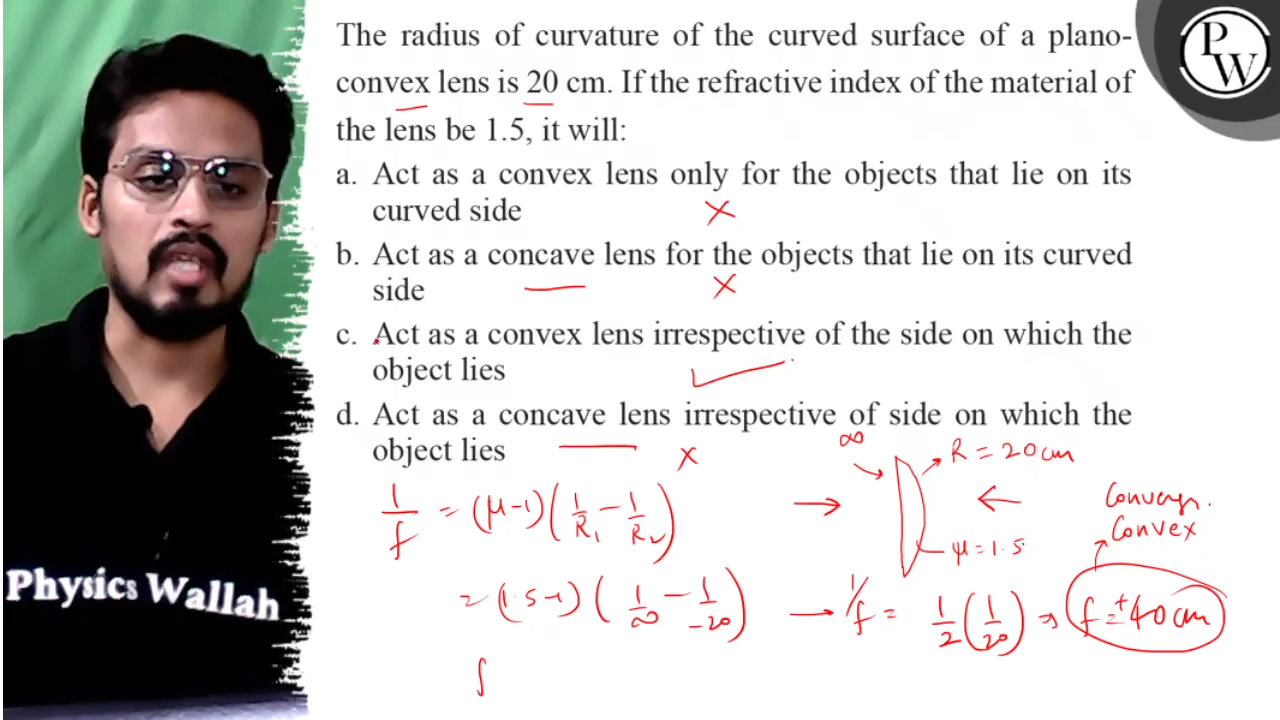 The radius of curvature of the curved surface of a plano-
convex lens is 20 cm. If the refractive index of the material of
the lens be 1.5, it will:
a. Act as a convex lens only for the objects that lie on its
curved side
b. Act as a concave lens for the objects that lie on its curved
side
c. Act as a convex lens irrespective of the side on which the
object lies
d. Act as a concave lens irrespective of side on which the
object lies
∞
R = 20 cm
1/f = (μ-1)(1/R₁ - 1/R₂)
Convex
μ = 1.5
= (1.5-1)(1/∞ - 1/-20) → 1/f = 1/2(1/20) ⇒ f = +40 cm
Physics Wallah
PW